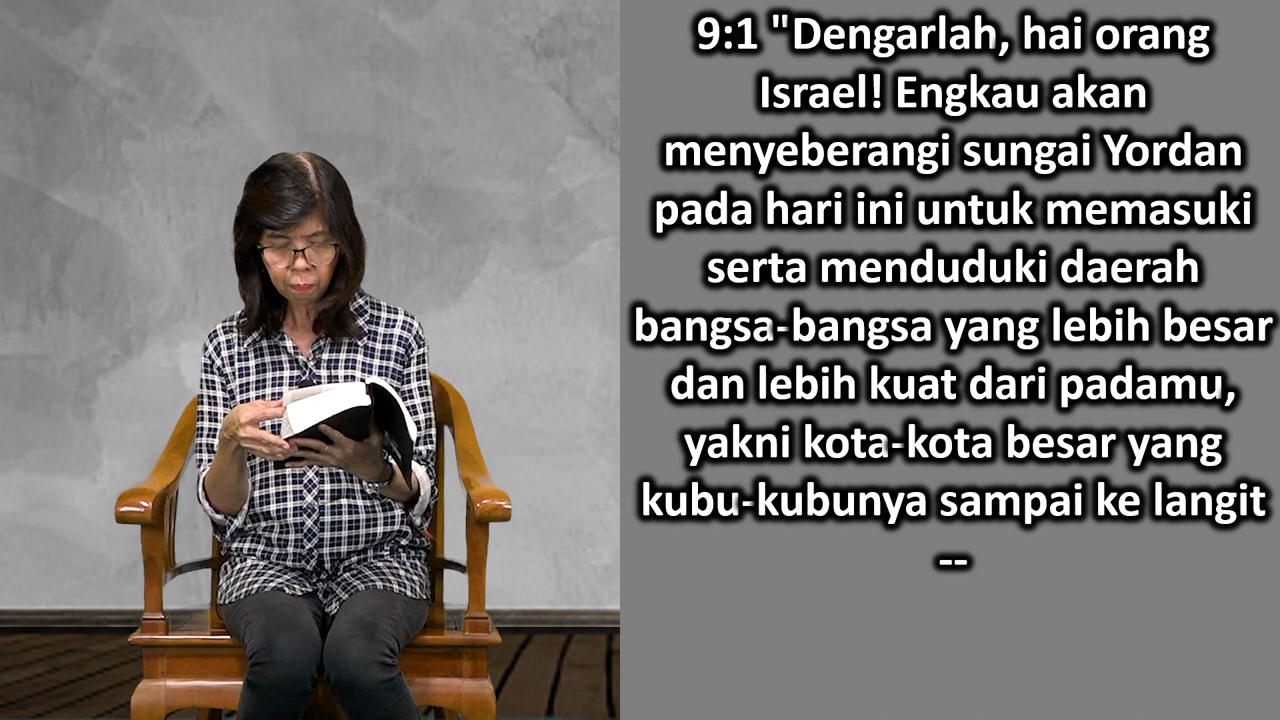 9:1 "Dengarlah, hai orang
Israel! Engkau akan
menyeberangi sungai Yordan
pada hari ini untuk memasuki
serta menduduki daerah
bangsa-bangsa yang lebih besar
dan lebih kuat dari padamu,
yakni kota-kota besar yang
kubu-kubunya sampai ke langit
--